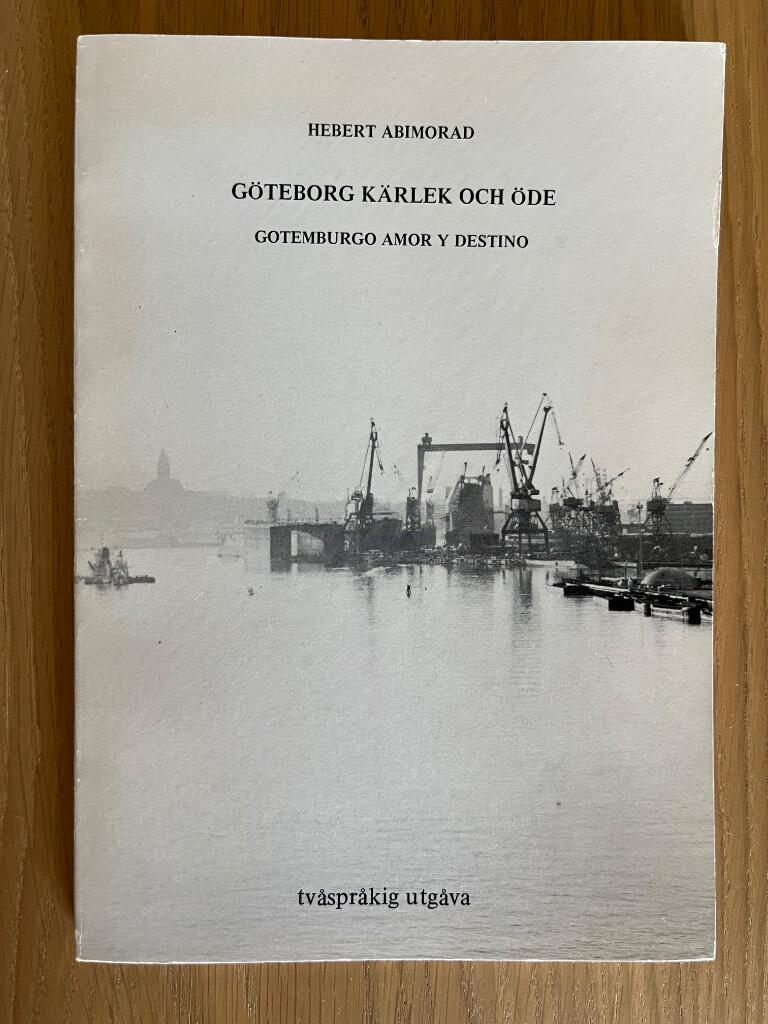 HEBERT ABIMORAD
GÖTEBORG KÄRLEK OCH ÖDE
GOTEMBURGO AMOR Y DESTINO
tvåspråkig utgåva